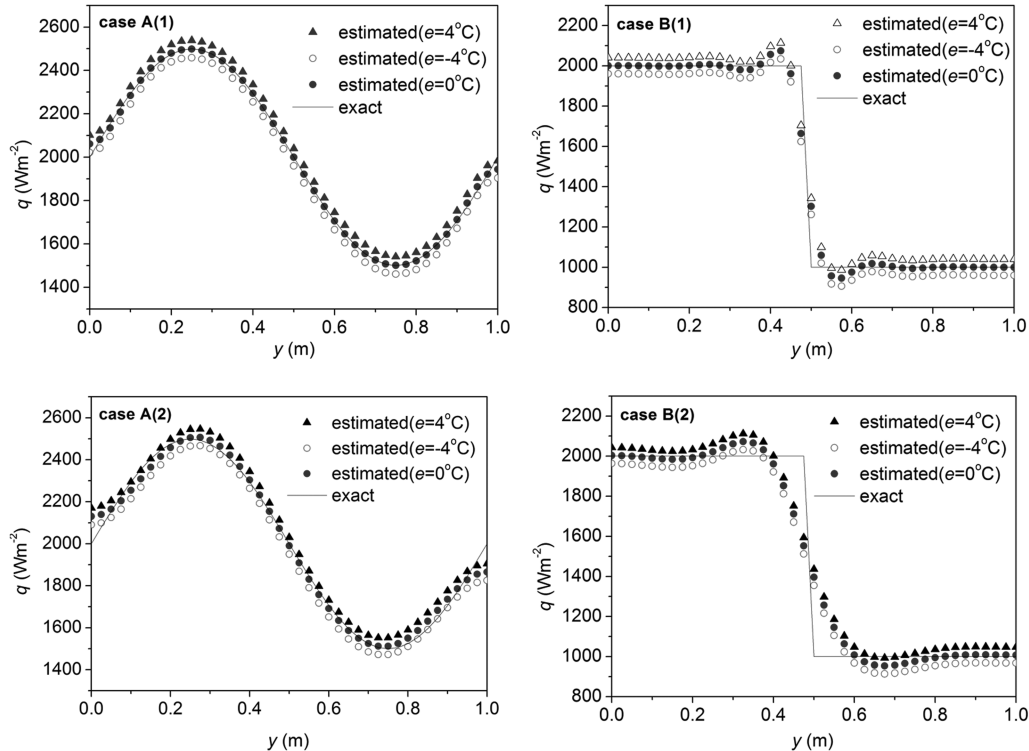 case A(1)
estimated(e=4°C)
estimated(e=-4°C)
estimated(e=0°C)
exact
2600
2400
2200
2000
1800
1600
1400
q (Wm⁻²)
0.0 0.2 0.4 0.6 0.8 1.0
y (m)
case B(1)
estimated(e=4°C)
estimated(e=-4°C)
estimated(e=0°C)
exact
2200
2000
1800
1600
1400
1200
1000
800
q (Wm⁻²)
0.0 0.2 0.4 0.6 0.8 1.0
y (m)
case A(2)
estimated(e=4°C)
estimated(e=-4°C)
estimated(e=0°C)
exact
2600
2400
2200
2000
1800
1600
1400
q (Wm⁻²)
0.0 0.2 0.4 0.6 0.8 1.0
y (m)
case B(2)
estimated(e=4°C)
estimated(e=-4°C)
estimated(e=0°C)
exact
2200
2000
1800
1600
1400
1200
1000
800
q (Wm⁻²)
0.0 0.2 0.4 0.6 0.8 1.0
y (m)